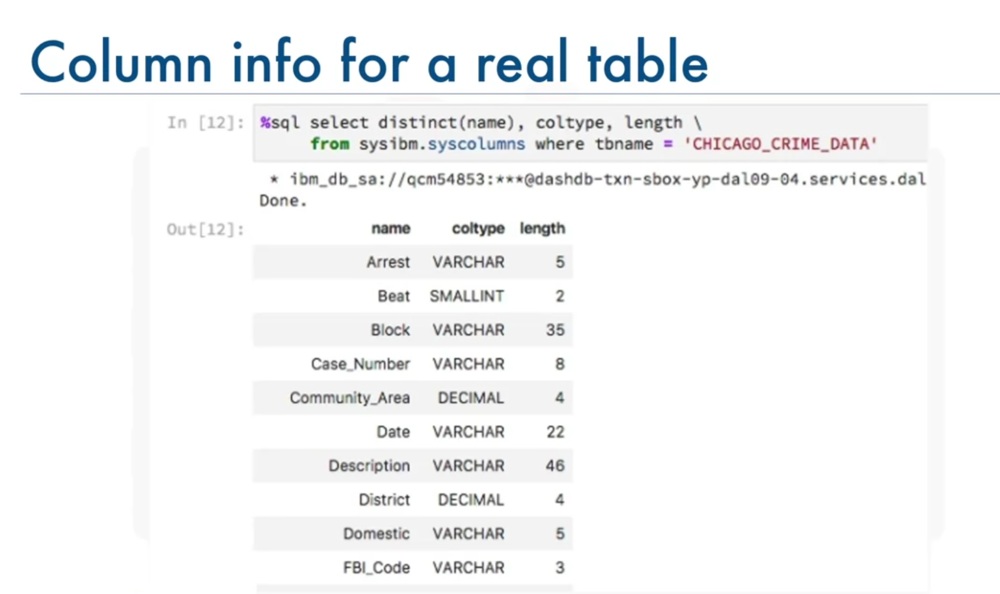 Column info for a real table
In [12]: %sql select distinct(name), coltype, length \
from sysibm.syscolumns where tbname = 'CHICAGO_CRIME_DATA'
* ibm_db_sa://qcm54853:***@dashdb-txn-sbox-yp-dal09-04.services.dal
Done.
Out[12]: name coltype length
Arrest VARCHAR 5
Beat SMALLINT 2
Block VARCHAR 35
Case_Number VARCHAR 8
Community_Area DECIMAL 4
Date VARCHAR 22
Description VARCHAR 46
District DECIMAL 4
Domestic VARCHAR 5
FBI_Code VARCHAR 3